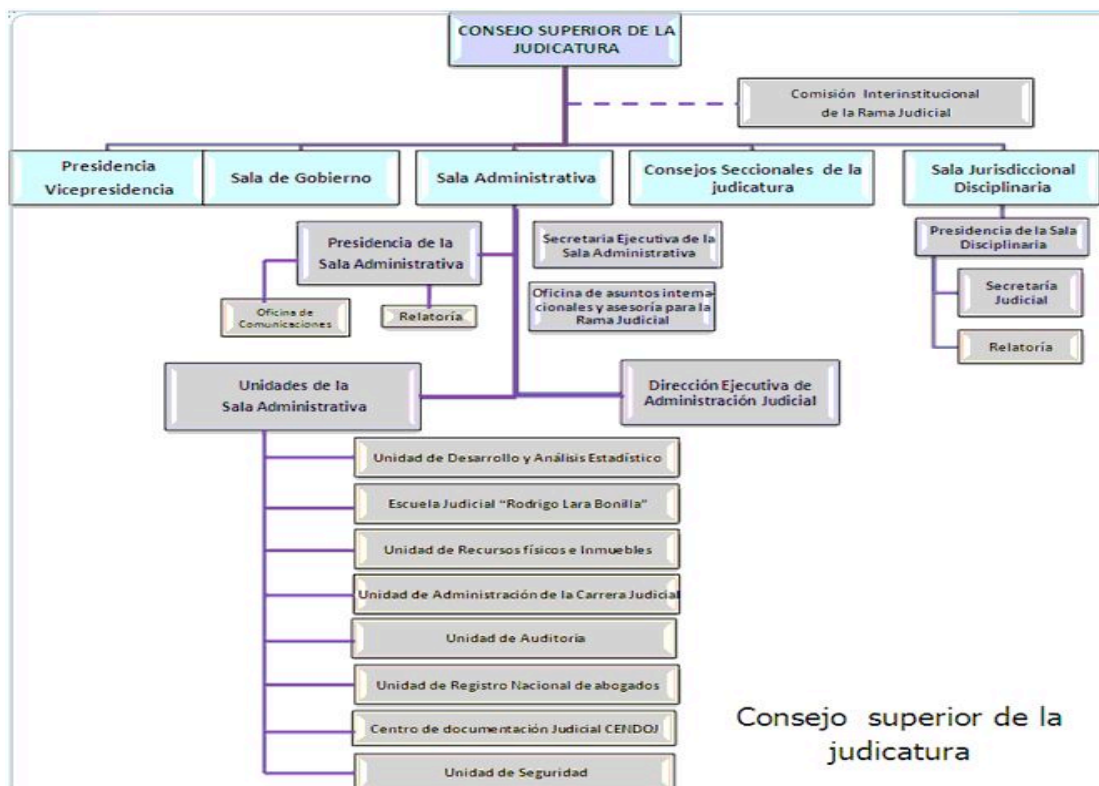 CONSEJO SUPERIOR DE LA
JUDICATURA
Comisión Interinstitucional
de la Rama Judicial
Presidencia
Vicepresidencia
Sala de Gobierno
Sala Administrativa
Consejos Seccionales de la
judicatura
Sala Jurisdiccional
Disciplinaria
Presidencia de la
Sala Administrativa
Secretaria Ejecutiva de la
Sala Administrativa
Presidencia de la Sala
Disciplinaria
Oficina de
Comunicaciones
Relatoría
Oficina de asuntos interna-
cionales y asesoría para la
Rama Judicial
Secretaría
Judicial
Relatoría
Unidades de la
Sala Administrativa
Dirección Ejecutiva de
Administración Judicial
Unidad de Desarrollo y Análisis Estadístico
Escuela Judicial "Rodrigo Lara Bonilla"
Unidad de Recursos físicos e Inmuebles
Unidad de Administración de la Carrera Judicial
Unidad de Auditoría
Unidad de Registro Nacional de abogados
Centro de documentación Judicial CENDOJ
Unidad de Seguridad
Consejo superior de la
judicatura